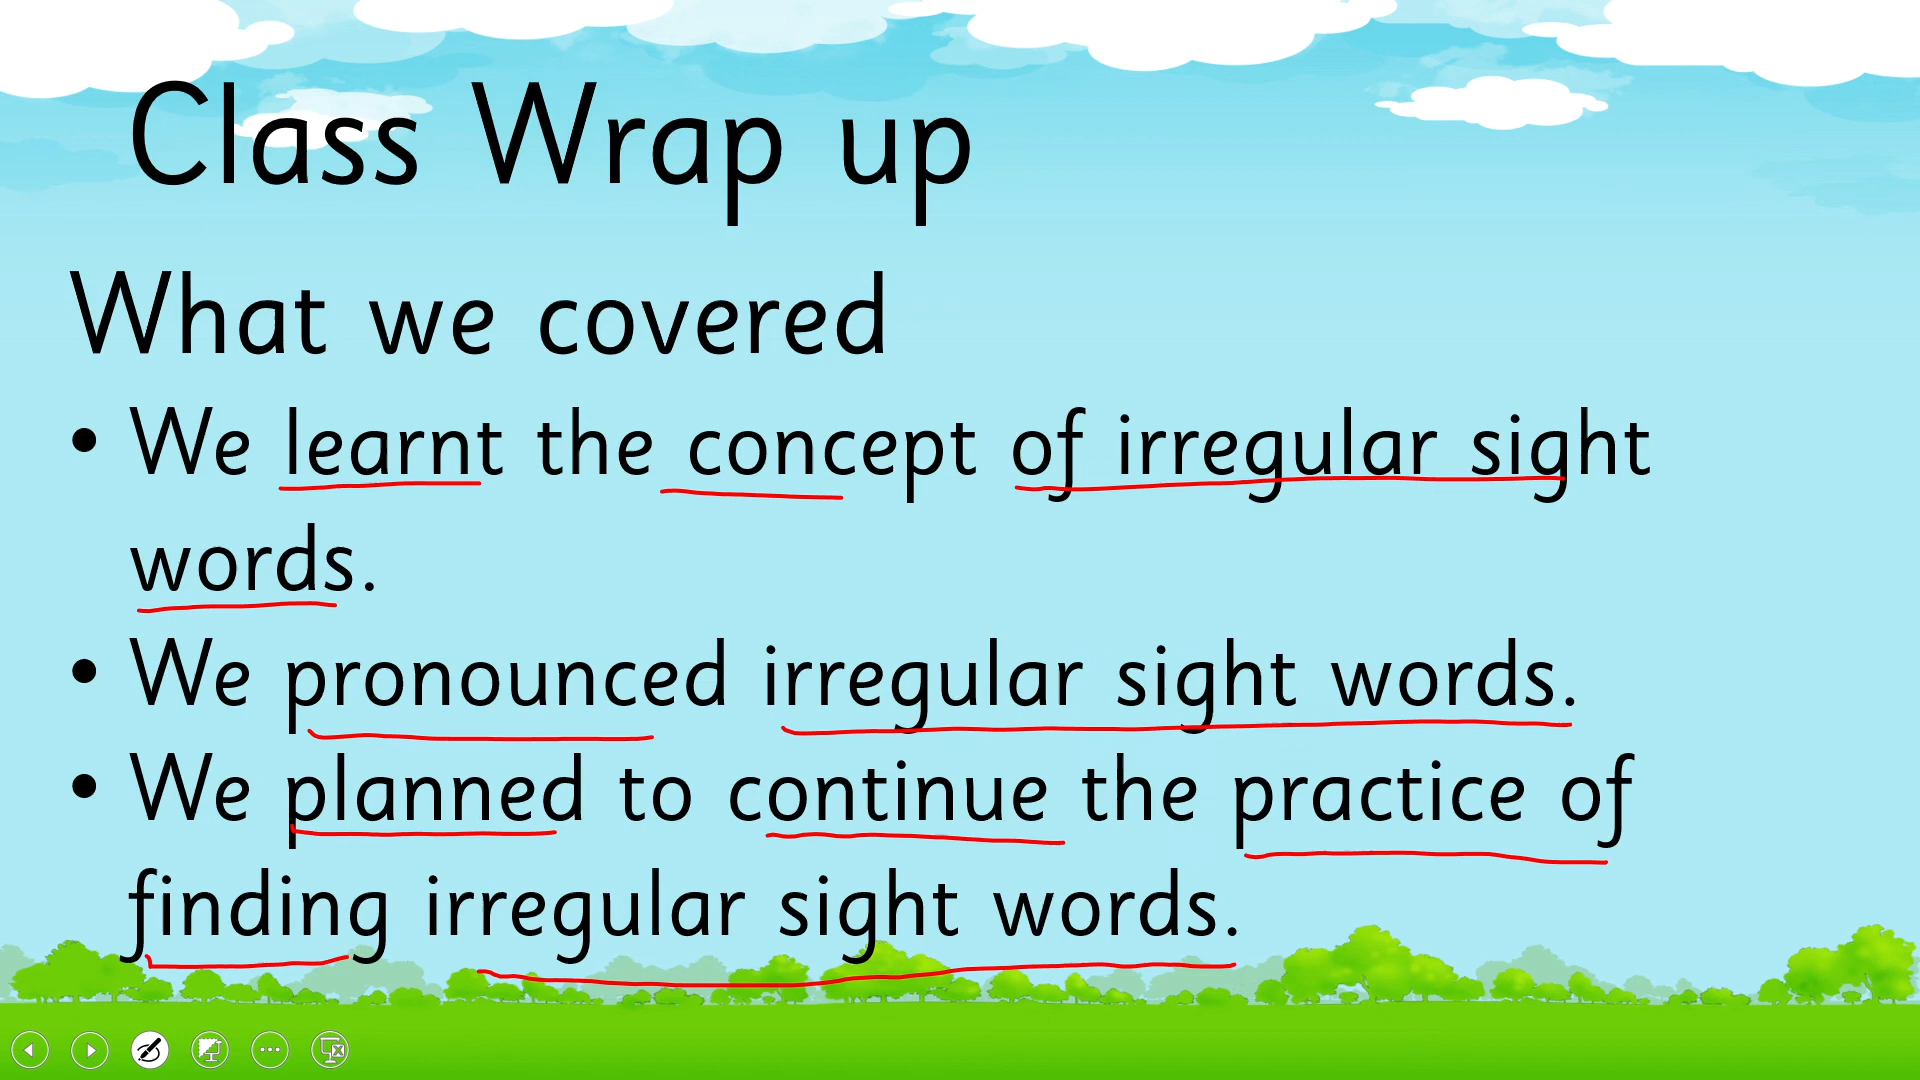 Class Wrap up
What we covered
• We learnt the concept of irregular sight
words.
• We pronounced irregular sight words.
• We planned to continue the practice of
finding irregular sight words.